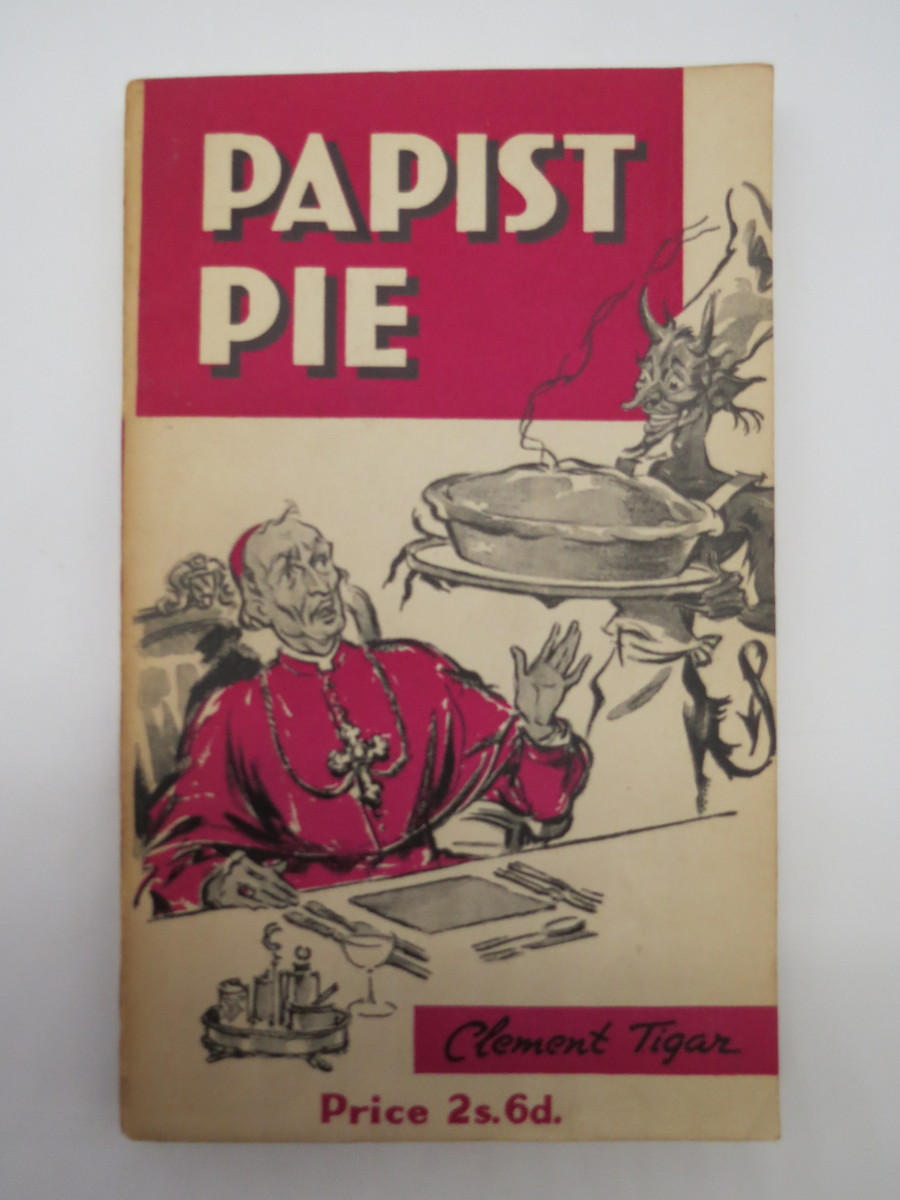 PAPIST
PIE
Clement Tigar
Price 2s.6d.